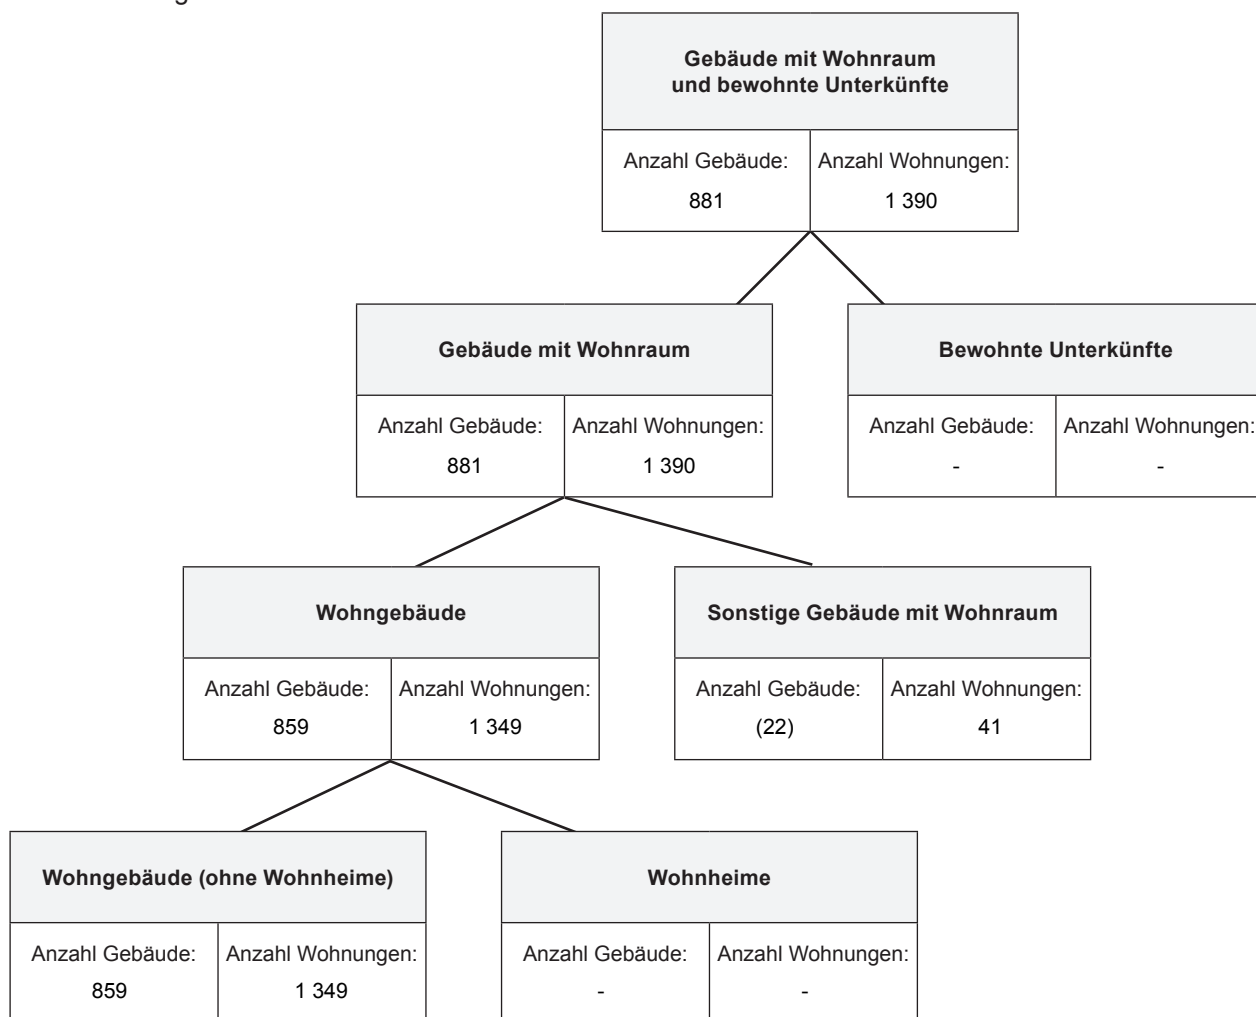 Gebäude mit Wohnraum
und bewohnte Unterkünfte
Anzahl Gebäude: Anzahl Wohnungen:
881 1 390
Gebäude mit Wohnraum
Anzahl Gebäude: Anzahl Wohnungen:
881 1 390
Bewohnte Unterkünfte
Anzahl Gebäude: Anzahl Wohnungen:
- -
Wohngebäude
Anzahl Gebäude: Anzahl Wohnungen:
859 1 349
Sonstige Gebäude mit Wohnraum
Anzahl Gebäude: Anzahl Wohnungen:
(22) 41
Wohngebäude (ohne Wohnheime)
Anzahl Gebäude: Anzahl Wohnungen:
859 1 349
Wohnheime
Anzahl Gebäude: Anzahl Wohnungen:
- -